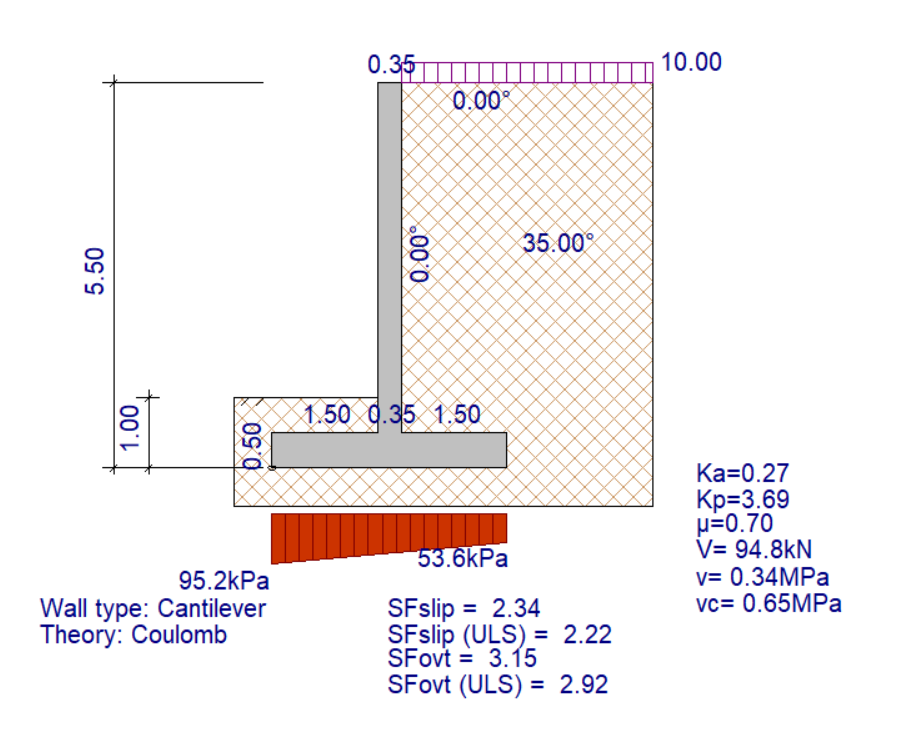 0.35
10.00
0.00°
0.00°
35.00°
5.50
1.00
1.50 0.35 1.50
0.50
95.2kPa
53.6kPa
Ka=0.27
Kp=3.69
μ=0.70
V= 94.8kN
v= 0.34MPa
vc= 0.65MPa
Wall type: Cantilever
Theory: Coulomb
SFslip = 2.34
SFslip (ULS) = 2.22
SFovt = 3.15
SFovt (ULS) = 2.92